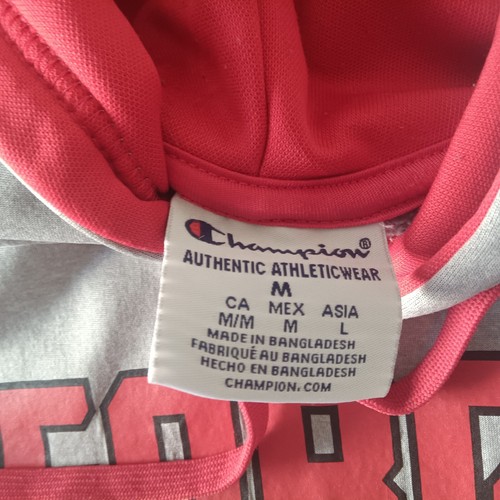 Champion®
AUTHENTIC ATHLETICWEAR
M
CA MEX ASIA
M/M M L
MADE IN BANGLADESH
FABRIQUÉ AU BANGLADESH
HECHO EN BANGLADESH
CHAMPION.COM